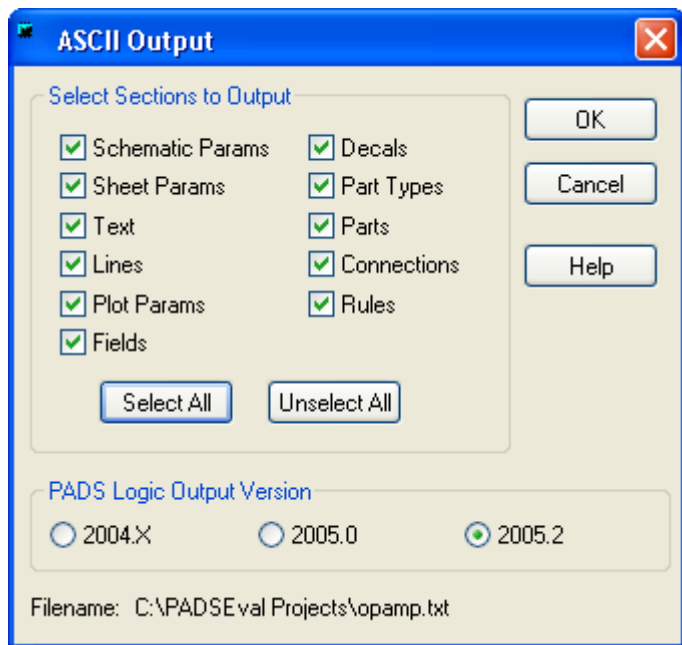 ASCII Output
Select Sections to Output
Schematic Params
Sheet Params
Text
Lines
Plot Params
Fields
Decals
Part Types
Parts
Connections
Rules
Select All
Unselect All
OK
Cancel
Help
PADS Logic Output Version
2004.X
2005.0
2005.2
Filename: C:\PADSEval Projects\opamp.txt